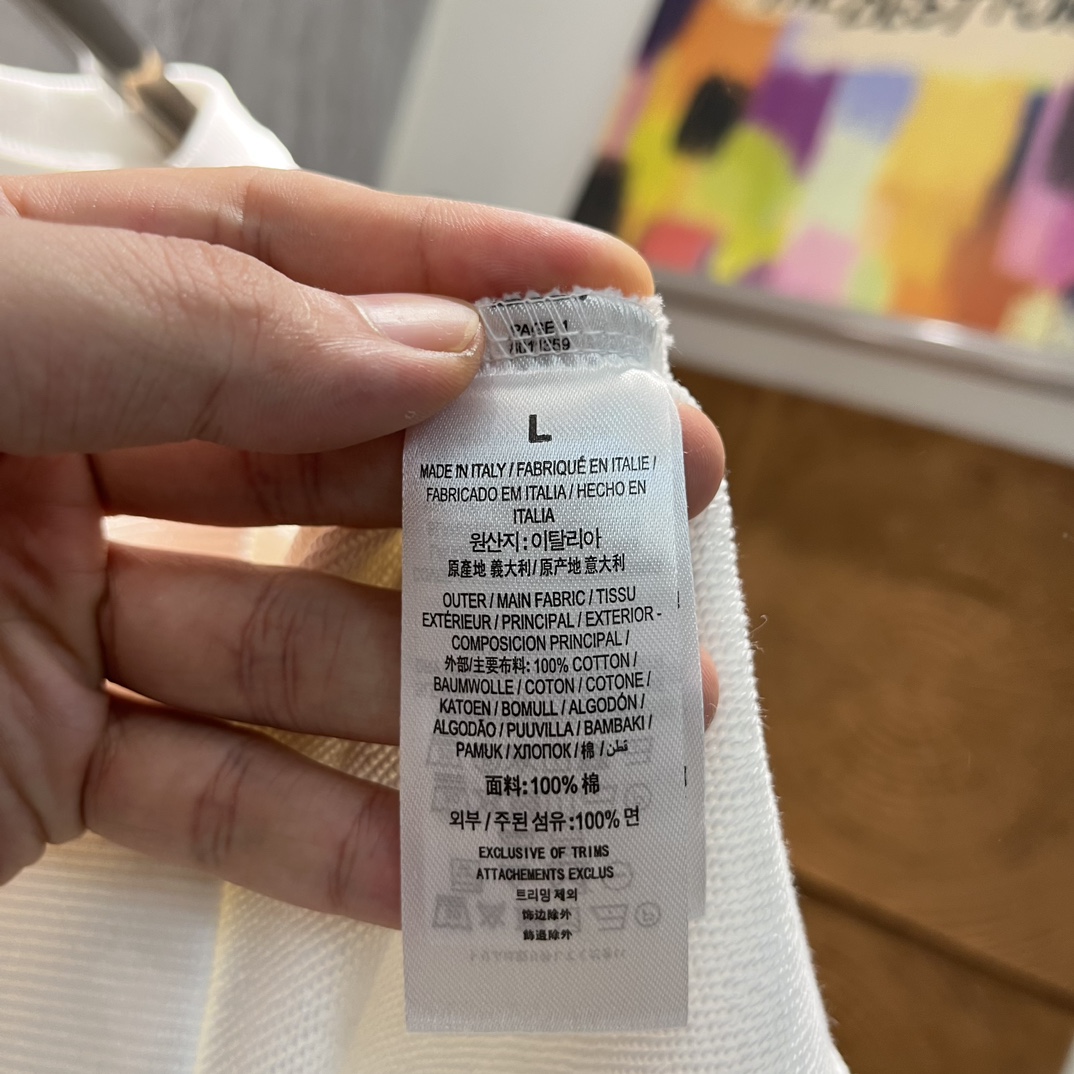 PAGE 1
L
MADE IN ITALY / FABRIQUÉ EN ITALIE /
FABRICADO EM ITALIA / HECHO EN
ITALIA
원산지 : 이탈리아
原產地 義大利 / 原产地 意大利
OUTER / MAIN FABRIC / TISSU
EXTÉRIEUR / PRINCIPAL / EXTERIOR -
COMPOSICION PRINCIPAL /
外部/主要布料: 100% COTTON /
BAUMWOLLE / COTON / COTONE /
KATOEN / BOMULL / ALGODÓN /
ALGODÃO / PUUVILLA / BAMBAKI /
PAMUK / ХЛОПОК / 棉 / قطن
面料:100% 棉
외부 / 주된 섬유 :100% 면
EXCLUSIVE OF TRIMS
ATTACHEMENTS EXCLUS
트리밍 제외
饰边除外
飾邊除外